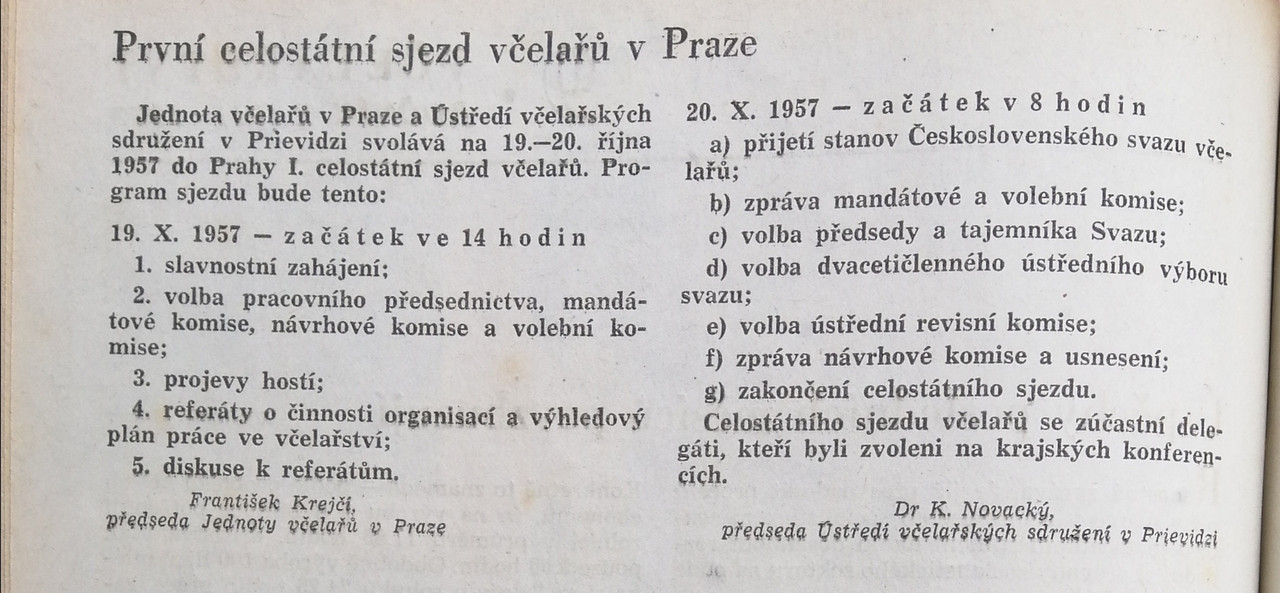 První celostátní sjezd včelařů v Praze
Jednota včelařů v Praze a Ústředí včelařských
sdružení v Prievidzi svolává na 19.—20. října
1957 do Prahy I. celostátní sjezd včelařů. Pro-
gram sjezdu bude tento:
19. X. 1957 — začátek ve 14 hodin
1. slavnostní zahájení;
2. volba pracovního předsednictva, mandá-
tové komise, návrhové komise a volební ko-
mise;
3. projevy hostí;
4. referáty o činnosti organisací a výhledový
plán práce ve včelařství;
5. diskuse k referátům.
František Krejčí,
předseda Jednoty včelařů v Praze
20. X. 1957 — začátek v 8 hodin
a) přijetí stanov Československého svazu vče-
lařů;
b) zpráva mandátové a volební komise;
c) volba předsedy a tajemníka Svazu;
d) volba dvacetičlenného ústředního výboru
svazu;
e) volba ústřední revisní komise;
f) zpráva návrhové komise a usnesení;
g) zakončení celostátního sjezdu.
Celostátního sjezdu včelařů se zúčastní dele-
gáti, kteří byli zvoleni na krajských konferen-
cích.
Dr K. Novacký,
předseda Ústředí včelařských sdružení v Prievidzi